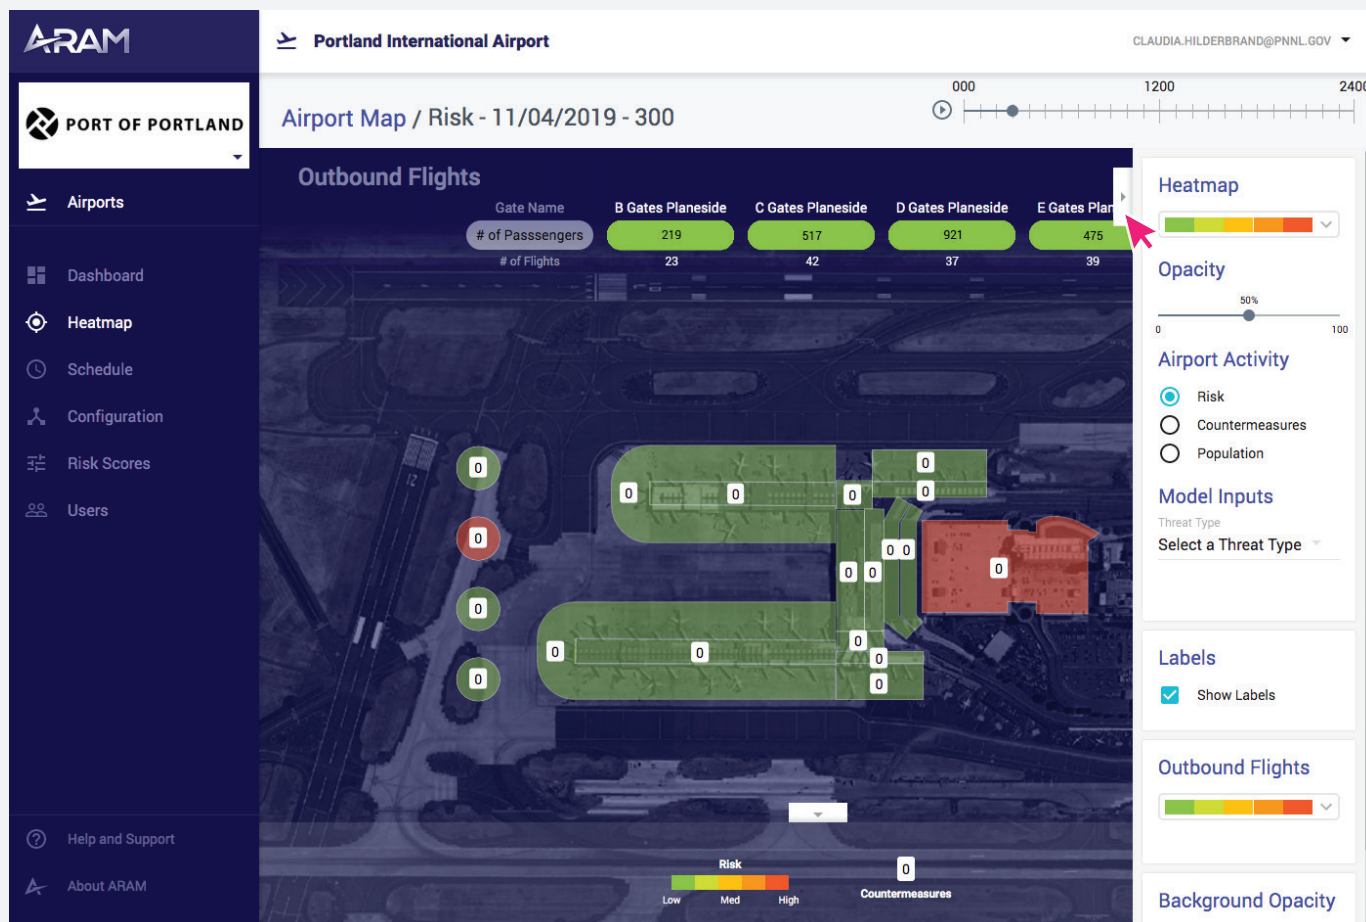 ARAM
Portland International Airport
CLAUDIA.HILDERBRAND@PNNL.GOV
PORT OF PORTLAND
Airport Map / Risk - 11/04/2019 - 300
000 1200 2400
Airports
Dashboard
Heatmap
Schedule
Configuration
Risk Scores
Users
Help and Support
About ARAM
Outbound Flights
Gate Name B Gates Planeside C Gates Planeside D Gates Planeside E Gates Plan
# of Passsengers 219 517 921 475
# of Flights 23 42 37 39
12
0
0
0 0 0 0
0
0 0 0 0 0
0
0
0 0 0
0 0
Risk
Low Med High
0
Countermeasures
Heatmap
Opacity
50%
0 100
Airport Activity
Risk
Countermeasures
Population
Model Inputs
Threat Type
Select a Threat Type
Labels
Show Labels
Outbound Flights
Background Opacity